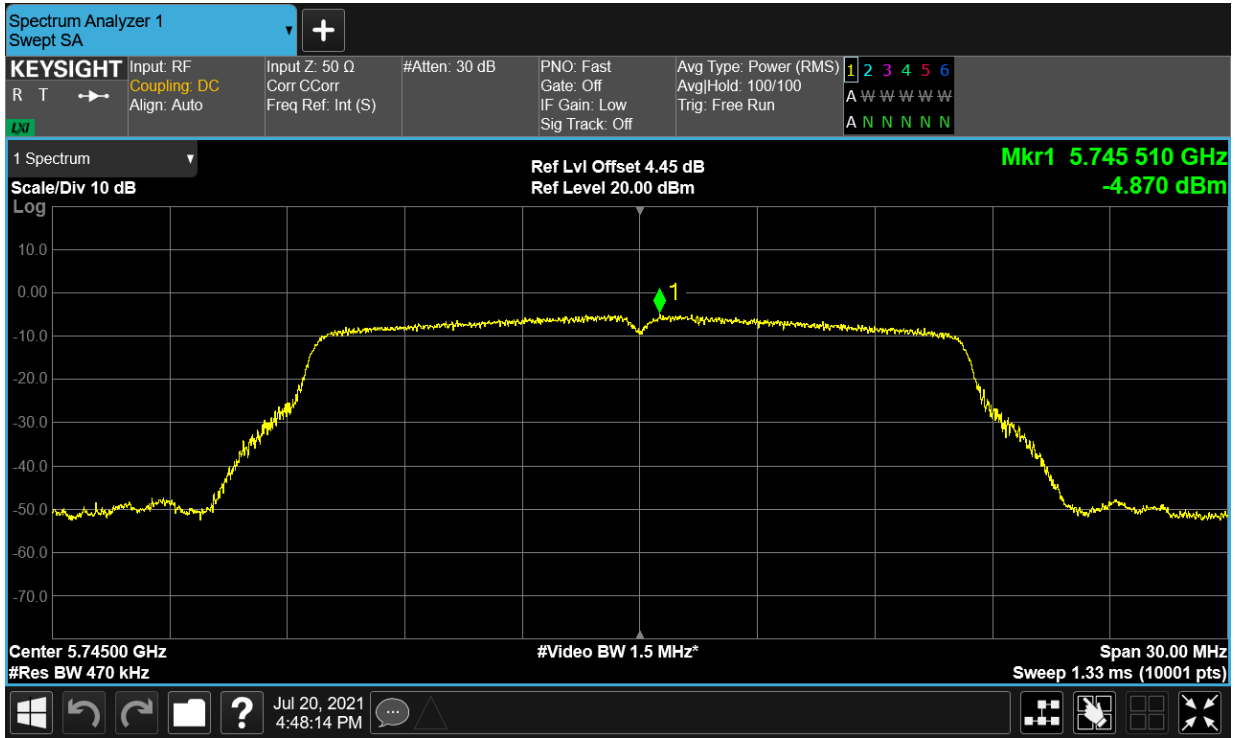 Spectrum Analyzer 1
Swept SA
KEYSIGHT
R T
LXI
Input: RF
Coupling: DC
Align: Auto
Input Z: 50 Ω
Corr CCorr
Freq Ref: Int (S)
#Atten: 30 dB
PNO: Fast
Gate: Off
IF Gain: Low
Sig Track: Off
Avg Type: Power (RMS)
Avg|Hold: 100/100
Trig: Free Run
1 2 3 4 5 6
A W W W W W
A N N N N N
1 Spectrum
Scale/Div 10 dB
Log
Ref Lvl Offset 4.45 dB
Ref Level 20.00 dBm
Mkr1 5.745 510 GHz
-4.870 dBm
10.0
0.00
-10.0
-20.0
-30.0
-40.0
-50.0
-60.0
-70.0
1
Center 5.74500 GHz
#Res BW 470 kHz
#Video BW 1.5 MHz*
Span 30.00 MHz
Sweep 1.33 ms (10001 pts)
?
Jul 20, 2021
4:48:14 PM